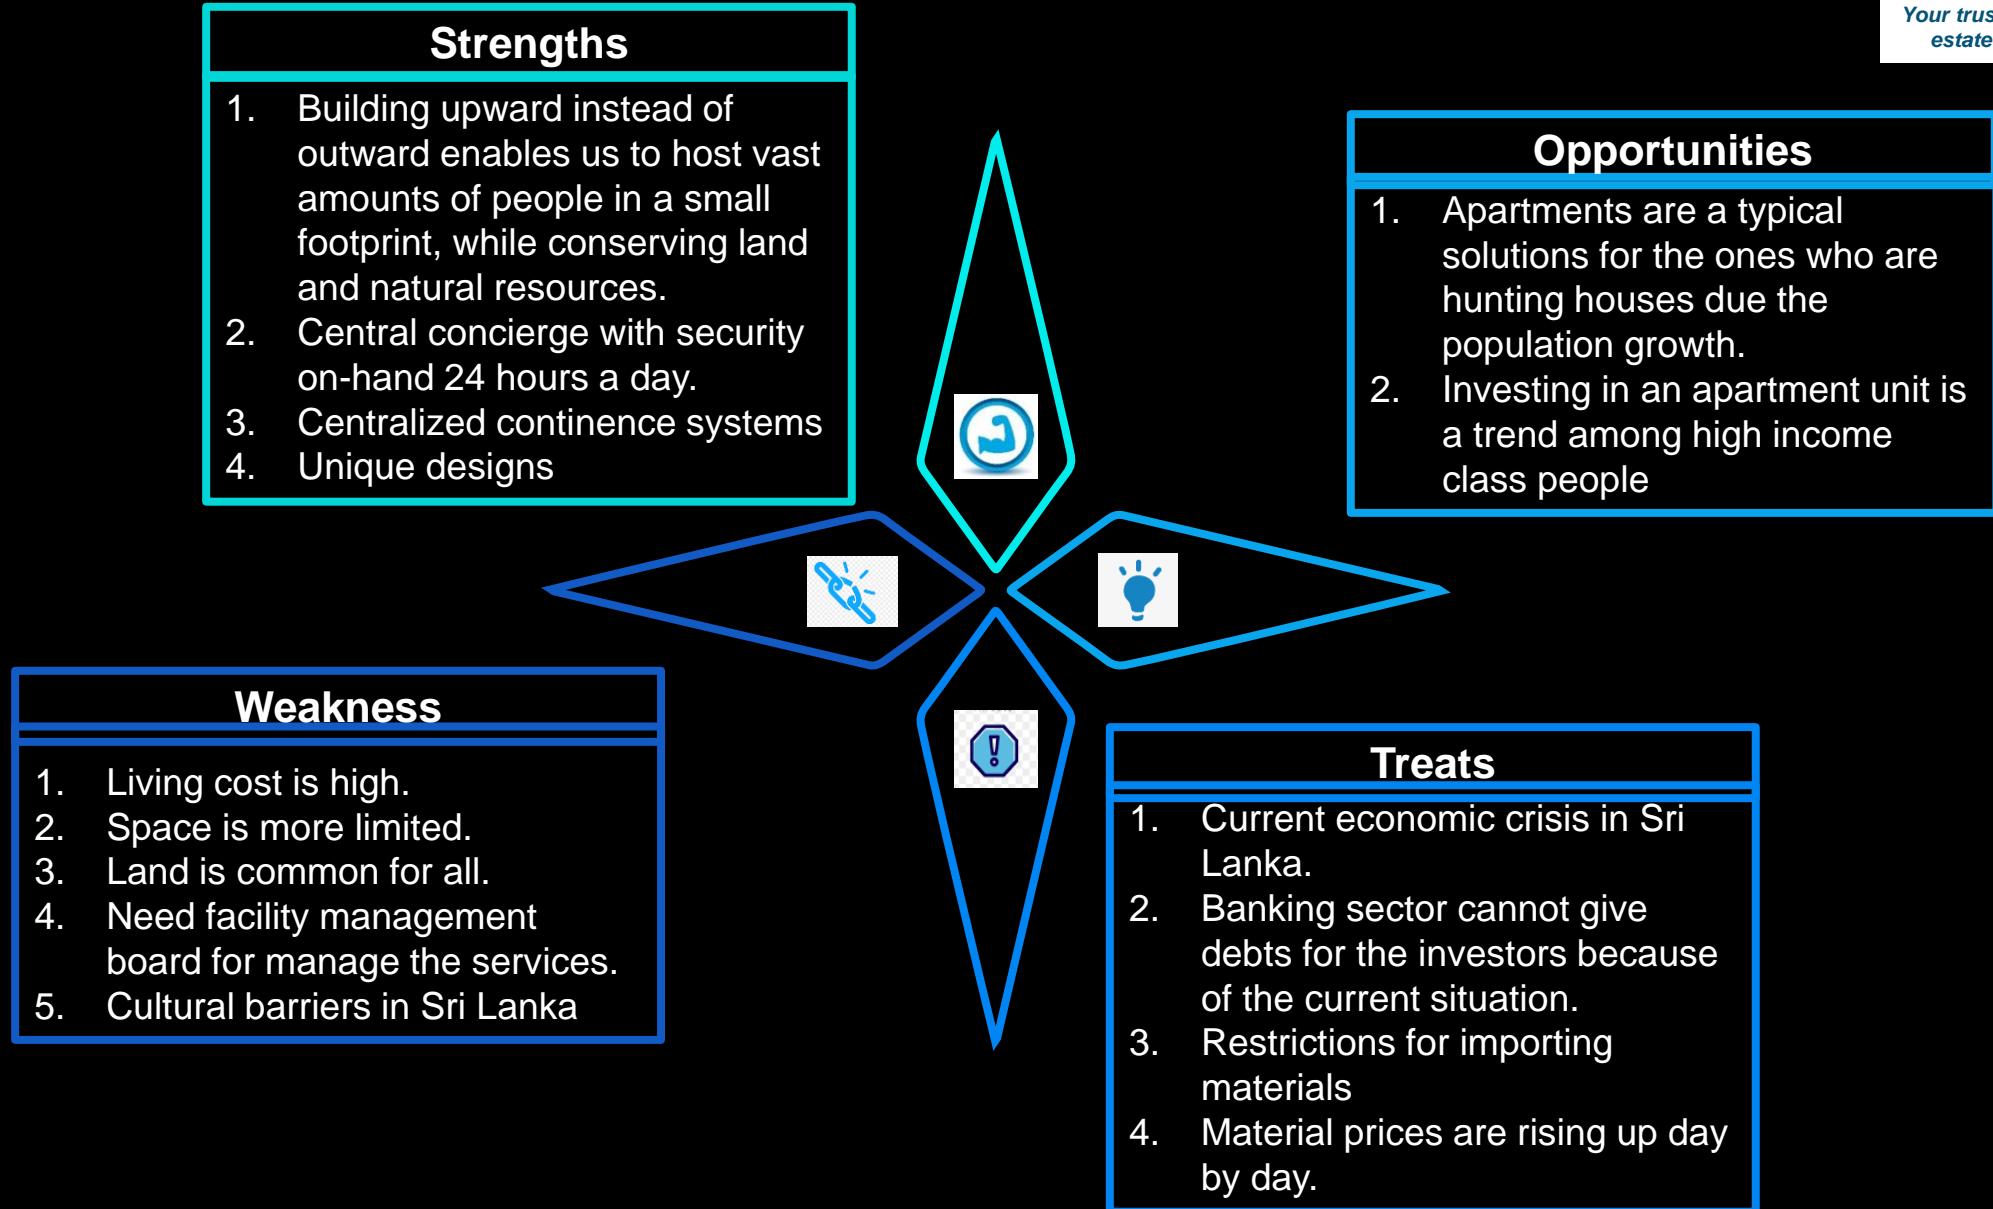 Your trus
estate
Strengths
1. Building upward instead of
outward enables us to host vast
amounts of people in a small
footprint, while conserving land
and natural resources.
2. Central concierge with security
on-hand 24 hours a day.
3. Centralized continence systems
4. Unique designs
Opportunities
1. Apartments are a typical
solutions for the ones who are
hunting houses due the
population growth.
2. Investing in an apartment unit is
a trend among high income
class people
Weakness
1. Living cost is high.
2. Space is more limited.
3. Land is common for all.
4. Need facility management
board for manage the services.
5. Cultural barriers in Sri Lanka
Treats
1. Current economic crisis in Sri
Lanka.
2. Banking sector cannot give
debts for the investors because
of the current situation.
3. Restrictions for importing
materials
4. Material prices are rising up day
by day.